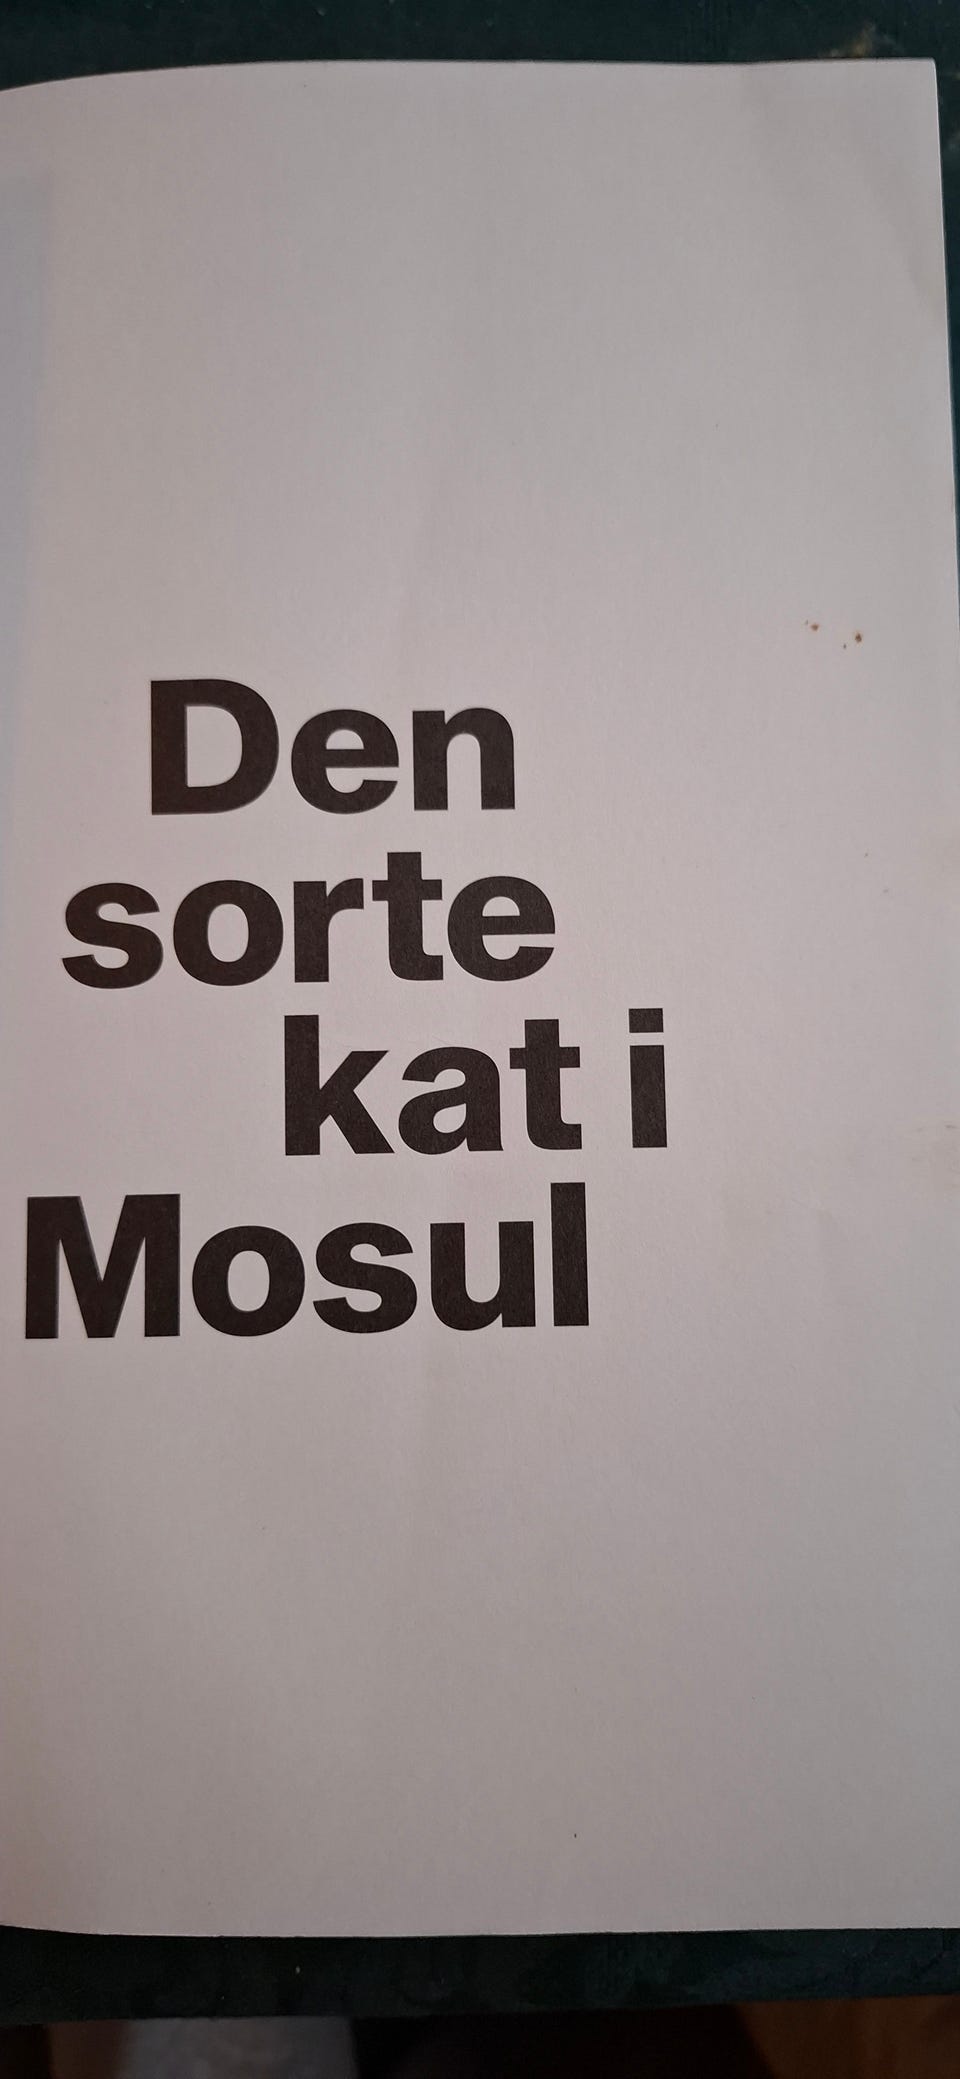 Den
sorte
kat i
Mosul